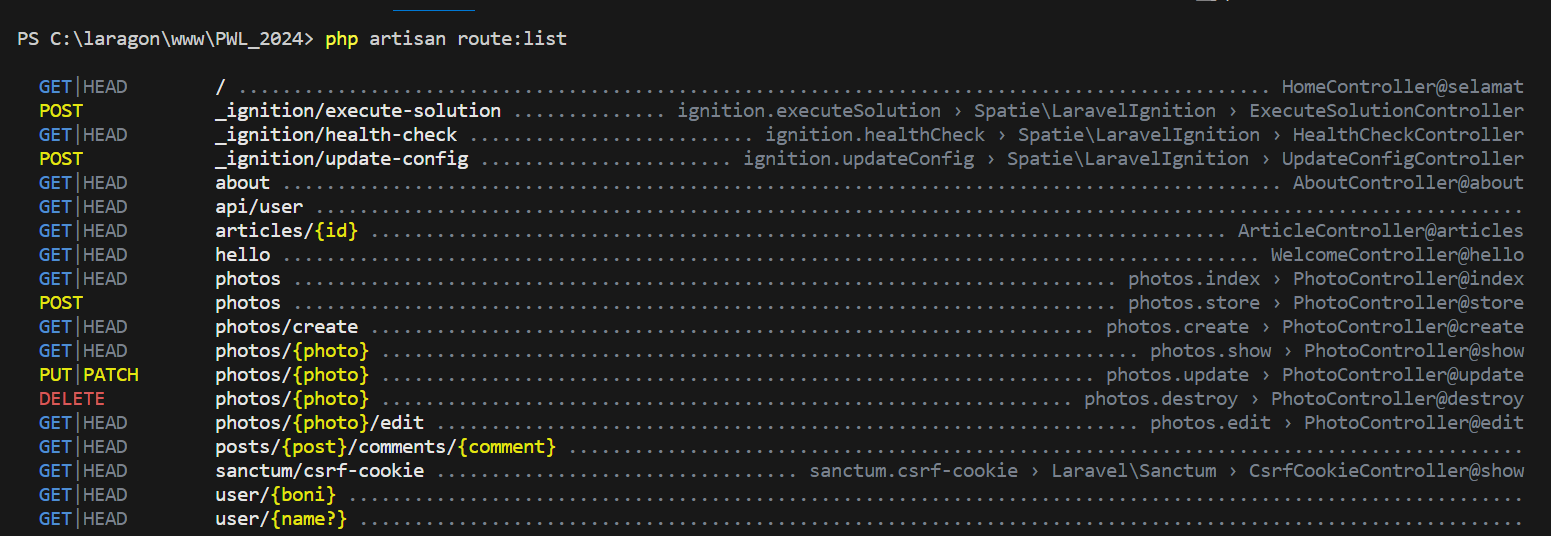 PS C:\laragon\www\PWL_2024> php artisan route:list
GET|HEAD / ............................................................................................. HomeController@selamat
POST _ignition/execute-solution .............. ignition.executeSolution › Spatie\LaravelIgnition › ExecuteSolutionController
GET|HEAD _ignition/health-check .......................... ignition.healthCheck › Spatie\LaravelIgnition › HealthCheckController
POST _ignition/update-config ....................... ignition.updateConfig › Spatie\LaravelIgnition › UpdateConfigController
GET|HEAD about ........................................................................................... AboutController@about
GET|HEAD api/user ..............................................................................................................
GET|HEAD articles/{id} ............................................................................... ArticleController@articles
GET|HEAD hello ......................................................................................... WelcomeController@hello
GET|HEAD photos ........................................................................... photos.index › PhotoController@index
POST photos ........................................................................... photos.store › PhotoController@store
GET|HEAD photos/create .................................................................. photos.create › PhotoController@create
GET|HEAD photos/{photo} ..................................................................... photos.show › PhotoController@show
PUT|PATCH photos/{photo} ................................................................. photos.update › PhotoController@update
DELETE photos/{photo} ............................................................... photos.destroy › PhotoController@destroy
GET|HEAD photos/{photo}/edit ................................................................ photos.edit › PhotoController@edit
GET|HEAD posts/{post}/comments/{comment} .......................................................................................
GET|HEAD sanctum/csrf-cookie .................................. sanctum.csrf-cookie › Laravel\Sanctum › CsrfCookieController@show
GET|HEAD user/{boni} ...........................................................................................................
GET|HEAD user/{name?} ..........................................................................................................